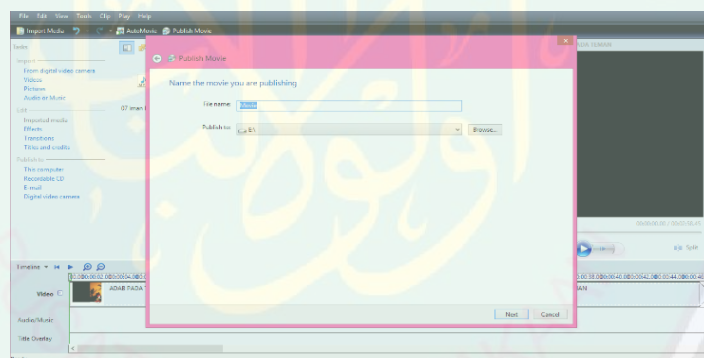 File Edit View Tools Clip Play Help
Import Media AutoMovie Publish Movie
Tasks
Import
From digital video camera
Videos
Pictures
Audio or Music
Edit
Imported media
Effects
Transitions
Titles and credits
Publish to
This computer
Recordable CD
E-mail
Digital video camera
07 iman
Publish Movie
Name the movie you are publishing
File name: Movie
Publish to: E:\ Browse...
Next Cancel
Split
Timeline
Video
ADAB PADA
Audio/Music
Title Overlay